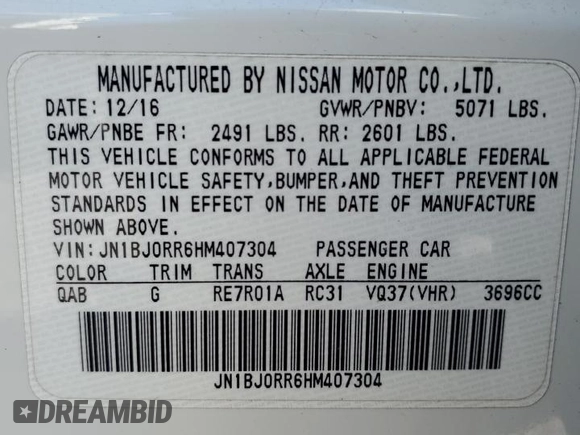 MANUFACTURED BY NISSAN MOTOR CO.,LTD.
DATE: 12/16 GVWR/PNBV: 5071 LBS.
GAWR/PNBE FR: 2491 LBS. RR: 2601 LBS.
THIS VEHICLE CONFORMS TO ALL APPLICABLE FEDERAL
MOTOR VEHICLE SAFETY,BUMPER,AND THEFT PREVENTION
STANDARDS IN EFFECT ON THE DATE OF MANUFACTURE
SHOWN ABOVE.
VIN:JN1BJ0RR6HM407304 PASSENGER CAR
COLOR TRIM TRANS AXLE ENGINE
QAB G RE7R01A RC31 VQ37(VHR) 3696CC
JN1BJ0RR6HM407304
DREAMBID